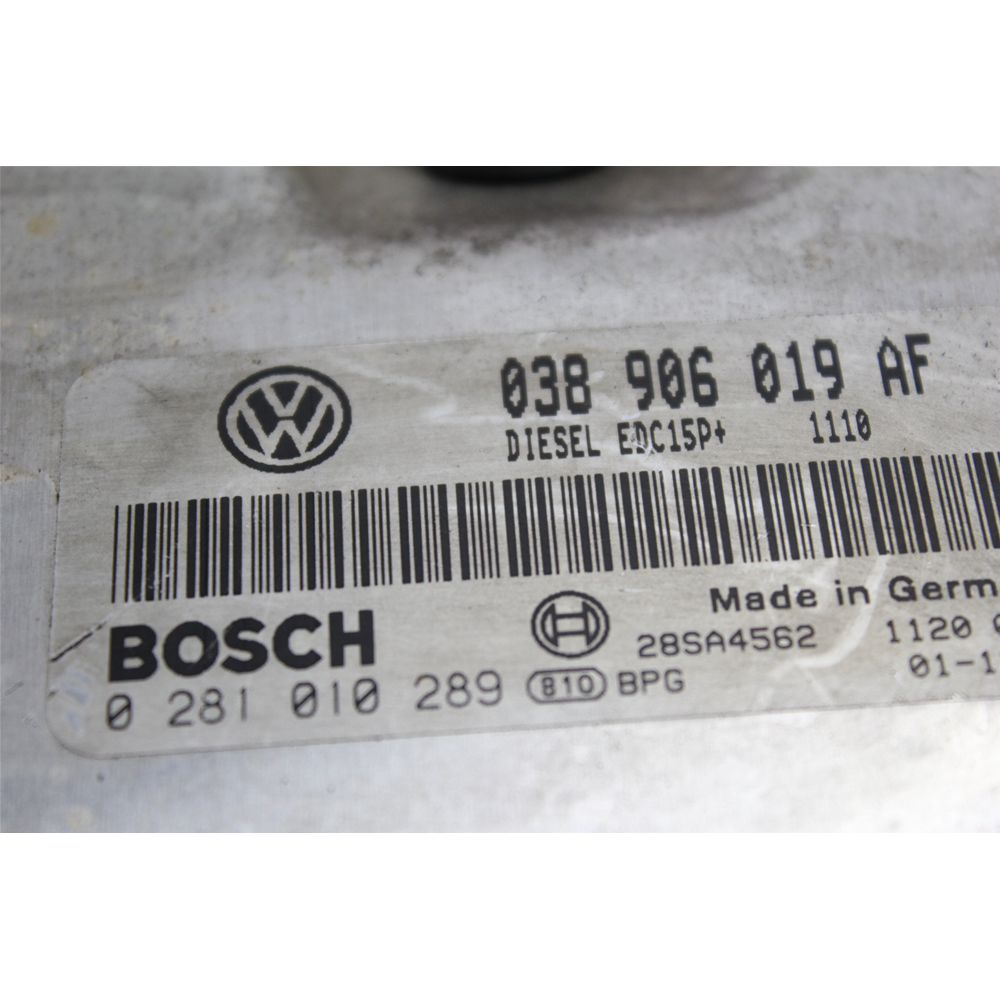 038 906 019 AF
DIESEL EDC15P+ 1110
BOSCH
Made in Germ
28SA4562 1120
0 281 010 289 B10 BPG
01-1